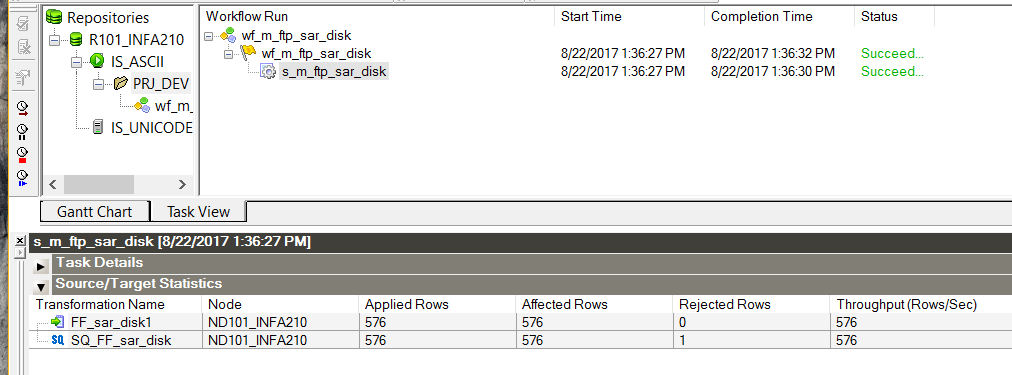 Repositories
R101_INFA210
IS_ASCII
PRJ_DEV
wf_m_
IS_UNICODE
Workflow Run Start Time Completion Time Status
wf_m_ftp_sar_disk
wf_m_ftp_sar_disk 8/22/2017 1:36:27 PM 8/22/2017 1:36:32 PM Succeed...
s_m_ftp_sar_disk 8/22/2017 1:36:27 PM 8/22/2017 1:36:30 PM Succeed...
Gantt Chart Task View
s_m_ftp_sar_disk [8/22/2017 1:36:27 PM]
Task Details
Source/Target Statistics
Transformation Name Node Applied Rows Affected Rows Rejected Rows Throughput (Rows/Sec)
FF_sar_disk1 ND101_INFA210 576 576 0 576
SQ SQ_FF_sar_disk ND101_INFA210 576 576 1 576